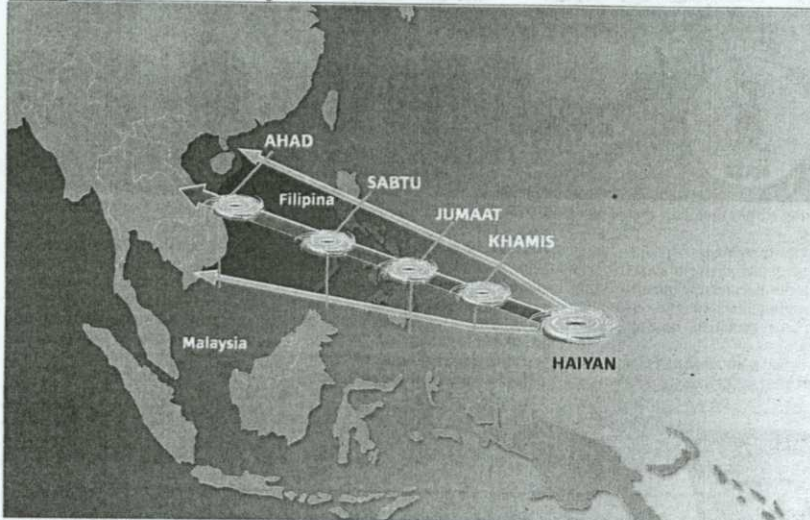 AHAD
SABTU
Filipina
JUMAAT
KHAMIS
Malaysia
HAIYAN